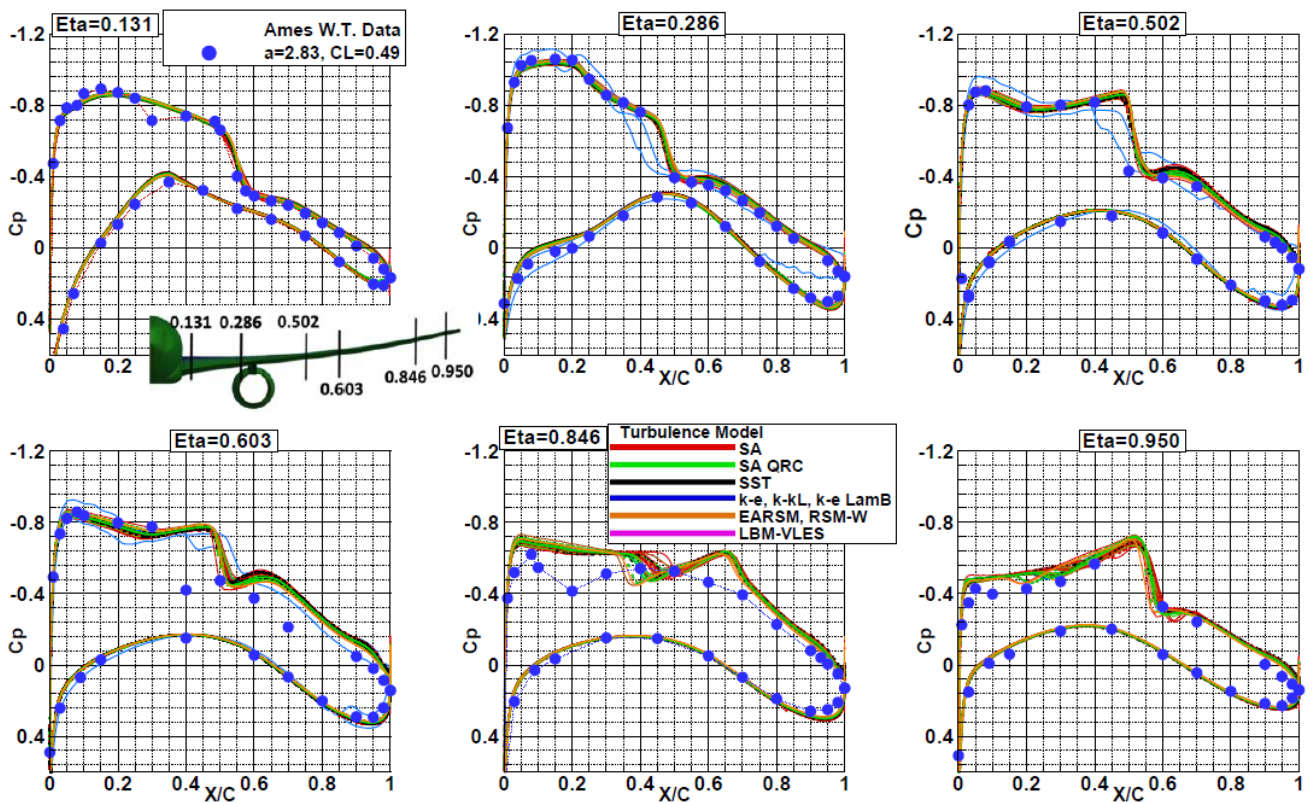 Eta=0.131
Ames W.T. Data
a=2.83, CL=0.49
-1.2
-0.8
-0.4
0
0.4
Cp
0 0.2 0.4 0.6 0.8 1
X/C
0.131 0.286 0.502 0.603 0.846 0.950
Eta=0.286
-1.2
-0.8
-0.4
0
0.4
Cp
0 0.2 0.4 0.6 0.8 1
X/C
Eta=0.502
-1.2
-0.8
-0.4
0
0.4
Cp
0 0.2 0.4 0.6 0.8 1
X/C
Eta=0.603
-1.2
-0.8
-0.4
0
0.4
Cp
0 0.2 0.4 0.6 0.8 1
X/C
Eta=0.846
Turbulence Model
SA
SA QRC
SST
k-e, k-kL, k-e LamB
EARSM, RSM-W
LBM-VLES
-1.2
-0.8
-0.4
0
0.4
Cp
0 0.2 0.4 0.6 0.8 1
X/C
Eta=0.950
-1.2
-0.8
-0.4
0
0.4
Cp
0 0.2 0.4 0.6 0.8 1
X/C